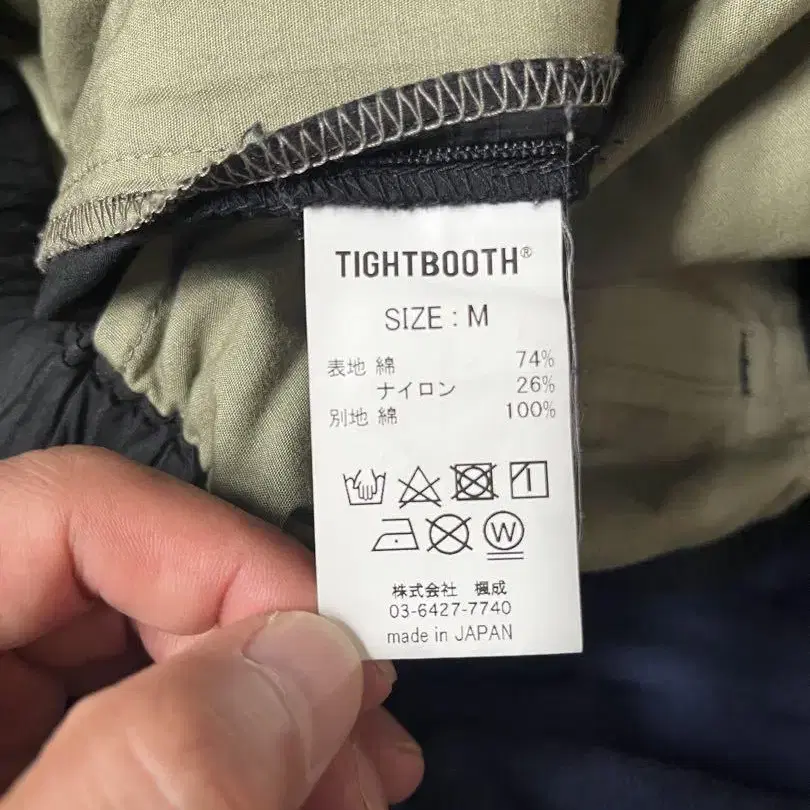 TIGHTBOOTH®
SIZE : M
表地 綿 74%
ナイロン 26%
別地 綿 100%
W
株式会社 楓成
03-6427-7740
made in JAPAN